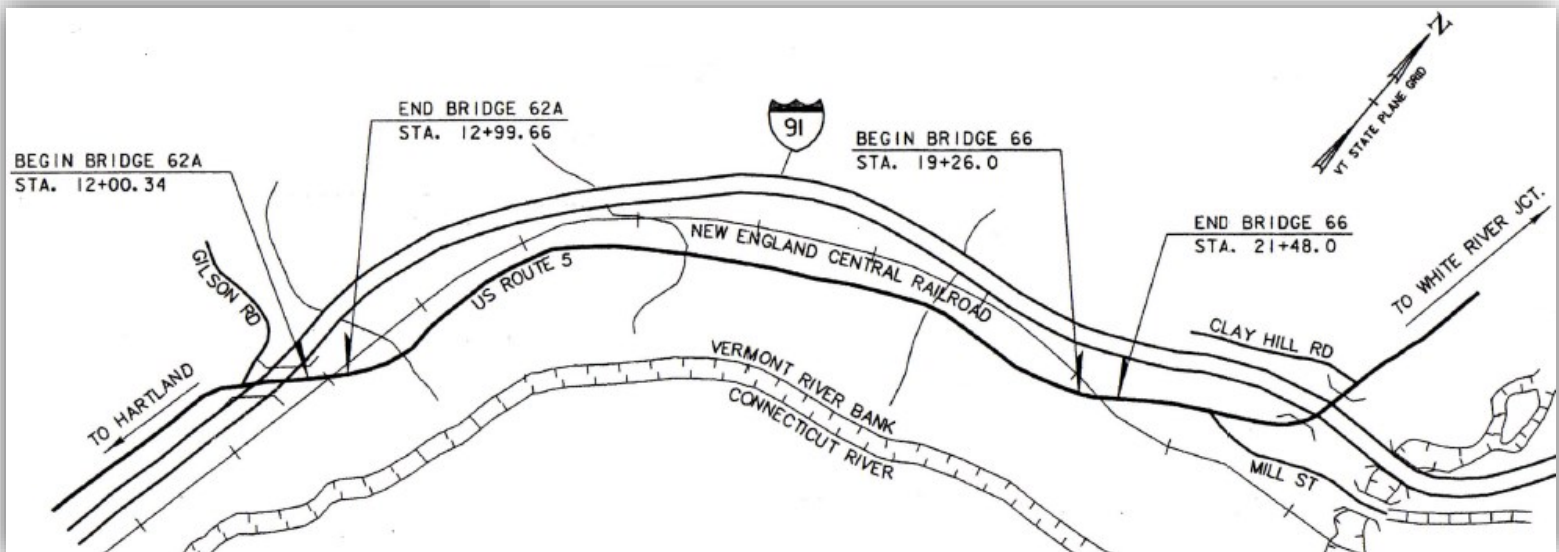 N
VT STATE PLANE GRID
END BRIDGE 62A
STA. 12+99.66
91
BEGIN BRIDGE 66
STA. 19+26.0
BEGIN BRIDGE 62A
STA. 12+00.34
END BRIDGE 66
STA. 21+48.0
TO WHITE RIVER JCT.
GILSON RD
US ROUTE 5
NEW ENGLAND CENTRAL RAILROAD
CLAY HILL RD
TO HARTLAND
VERMONT RIVER BANK
CONNECTICUT RIVER
MILL ST